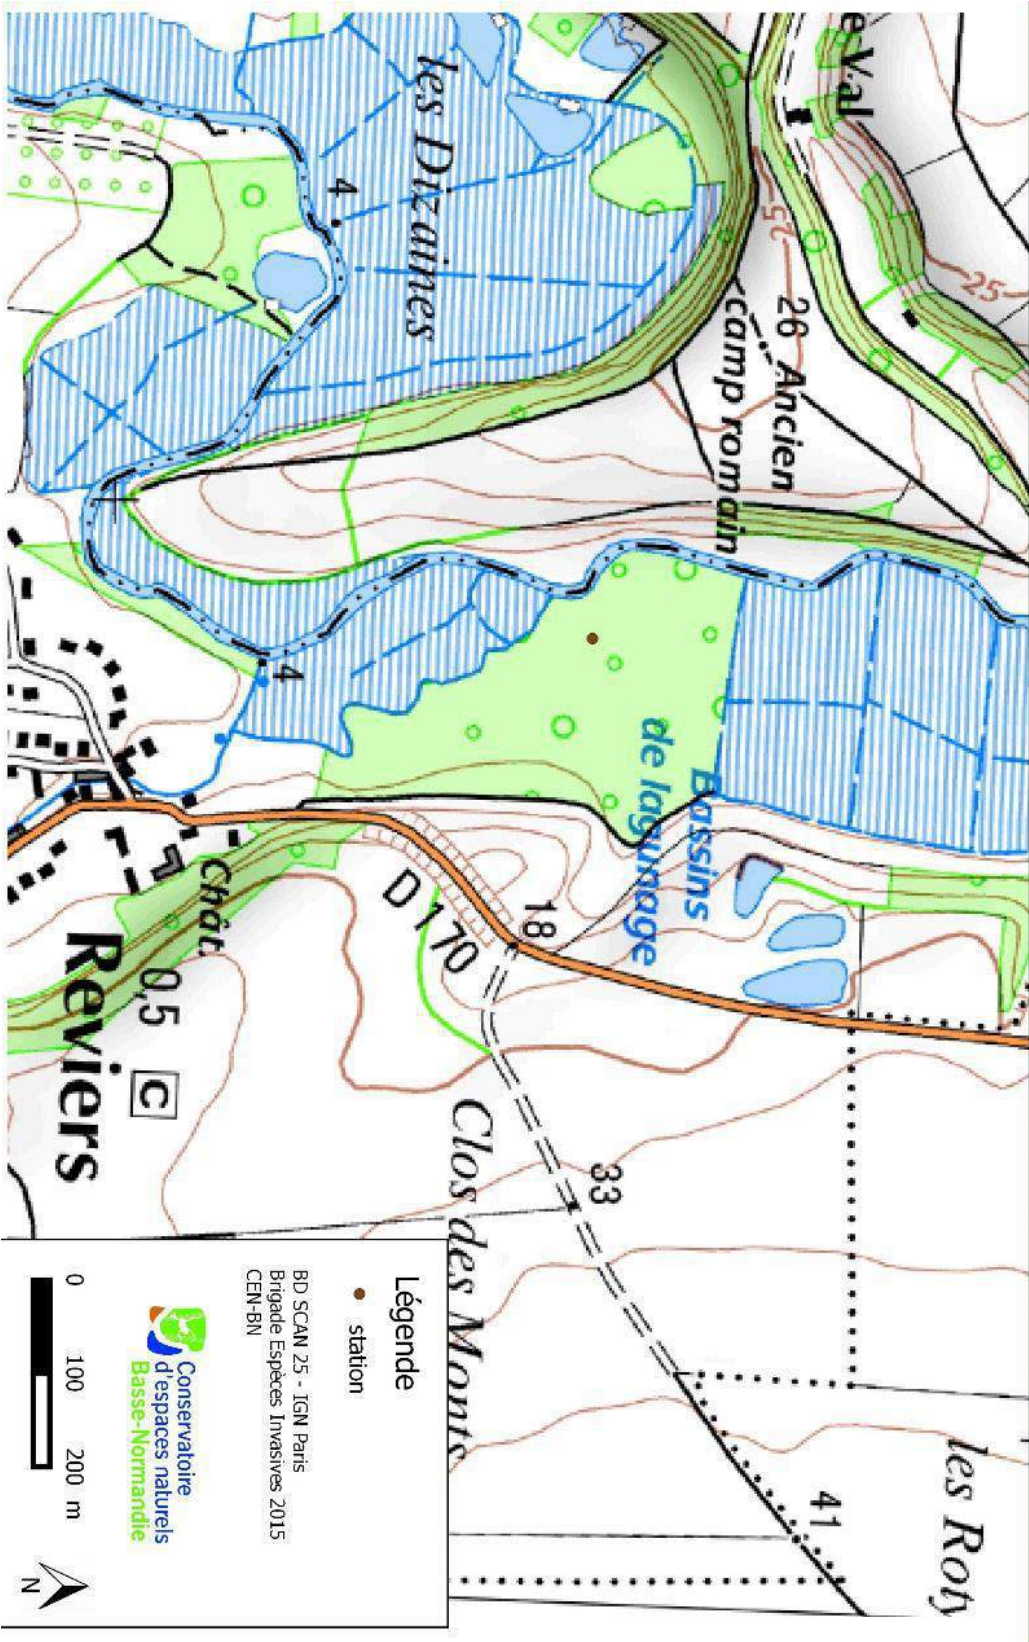 e Val
les Dizaines
4
25
25
26 Ancien
camp romain
4
Bassins
de lagunage
18
D 170
Chât.
0,5 C
Reviers
Clos des Monts
33
41
les Roty
Légende
station
BD SCAN 25 - IGN Paris
Brigade Espèces Invasives 2015
CEN-BN
Conservatoire
d'espaces naturels
Basse-Normandie
0 100 200 m
N